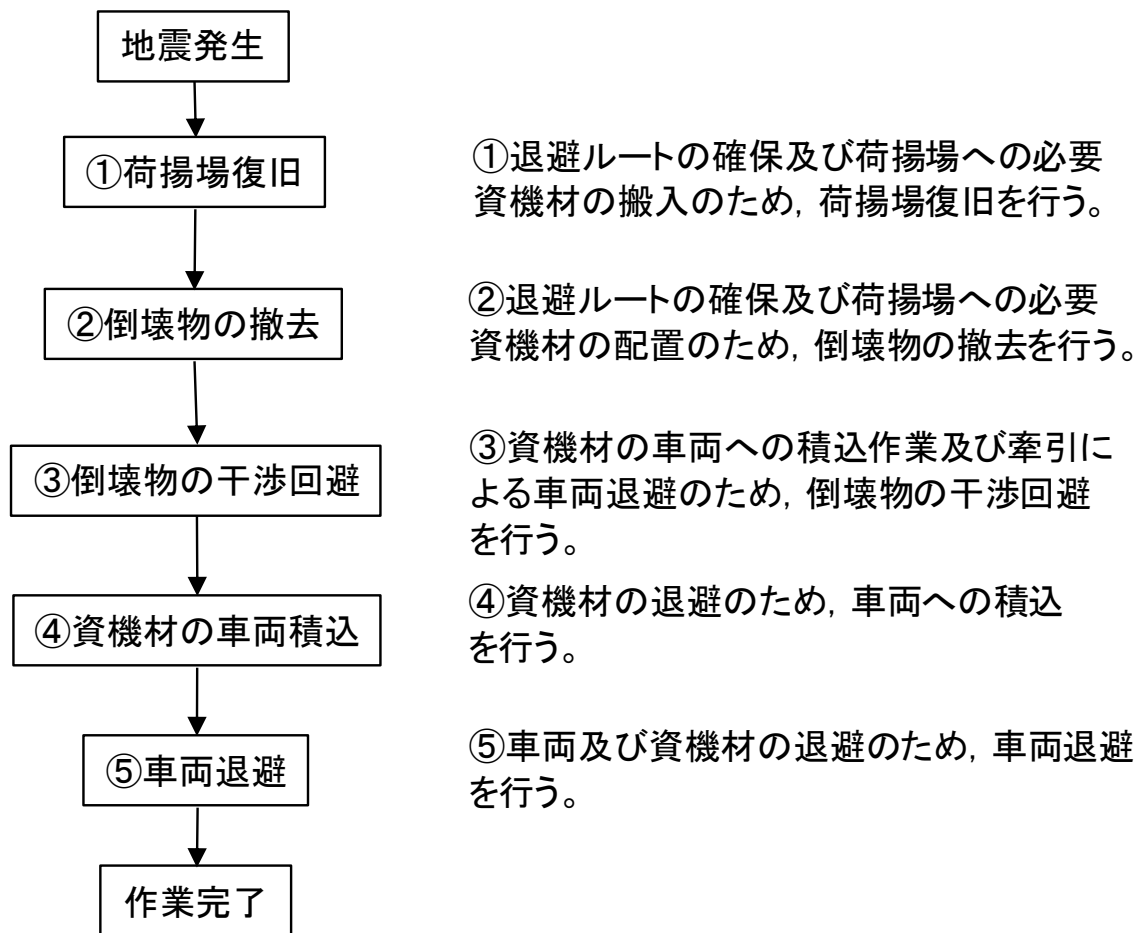 地震発生
①荷揚場復旧
①退避ルートの確保及び荷揚場への必要
資機材の搬入のため，荷揚場復旧を行う。
②倒壊物の撤去
②退避ルートの確保及び荷揚場への必要
資機材の配置のため，倒壊物の撤去を行う。
③倒壊物の干渉回避
③資機材の車両への積込作業及び牽引に
よる車両退避のため，倒壊物の干渉回避
を行う。
④資機材の車両積込
④資機材の退避のため，車両への積込
を行う。
⑤車両退避
⑤車両及び資機材の退避のため，車両退避
を行う。
作業完了